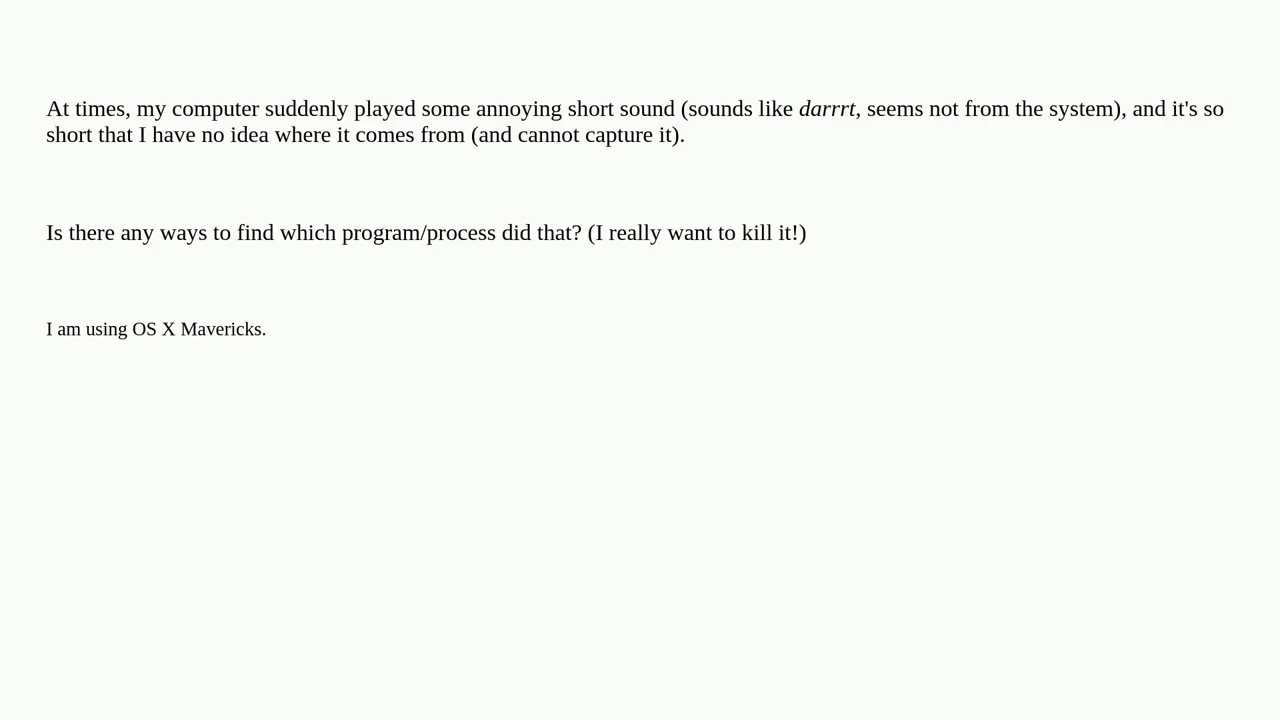 At times, my computer suddenly played some annoying short sound (sounds like darrrt, seems not from the system), and it's so
short that I have no idea where it comes from (and cannot capture it).
Is there any ways to find which program/process did that? (I really want to kill it!)
I am using OS X Mavericks.